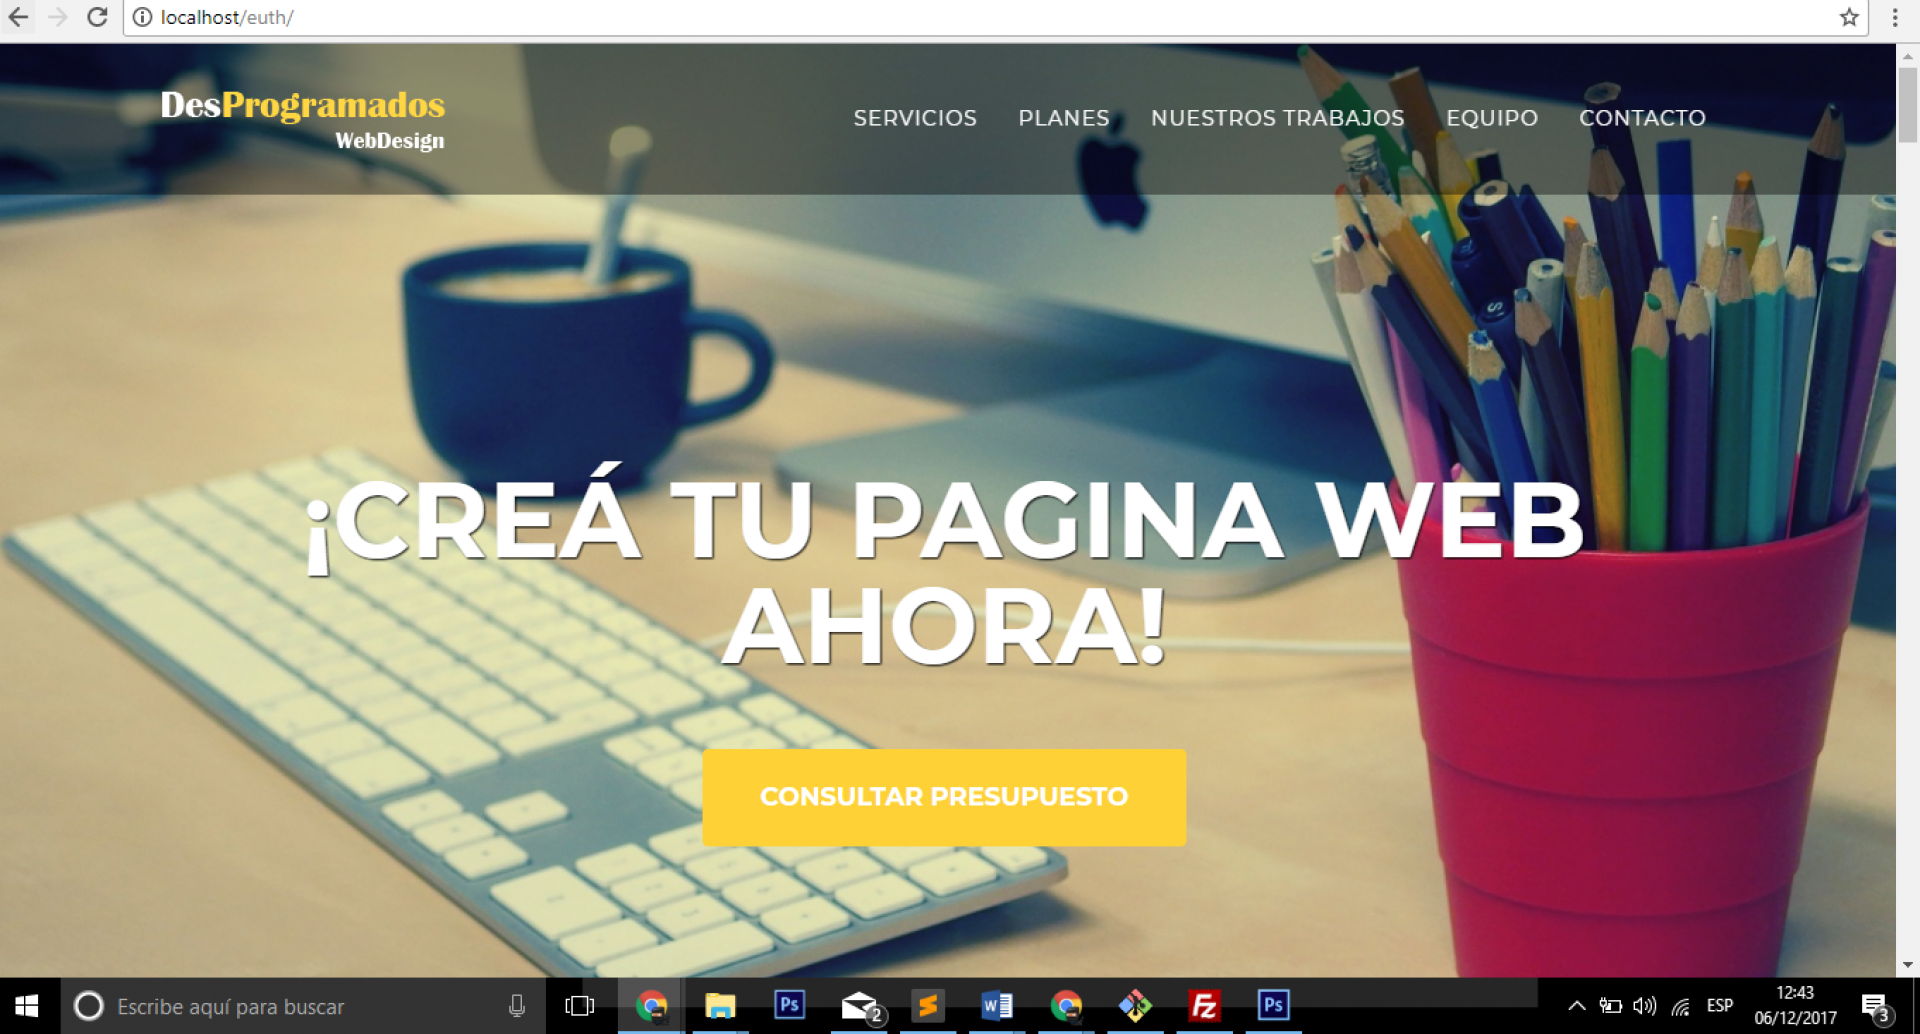 localhost/euth/
DesProgramados
WebDesign
SERVICIOS PLANES NUESTROS TRABAJOS EQUIPO CONTACTO
¡CREÁ TU PAGINA WEB
AHORA!
CONSULTAR PRESUPUESTO
Escribe aquí para buscar
Ps
2
W
Fz
Ps
ESP
12:43
06/12/2017
3